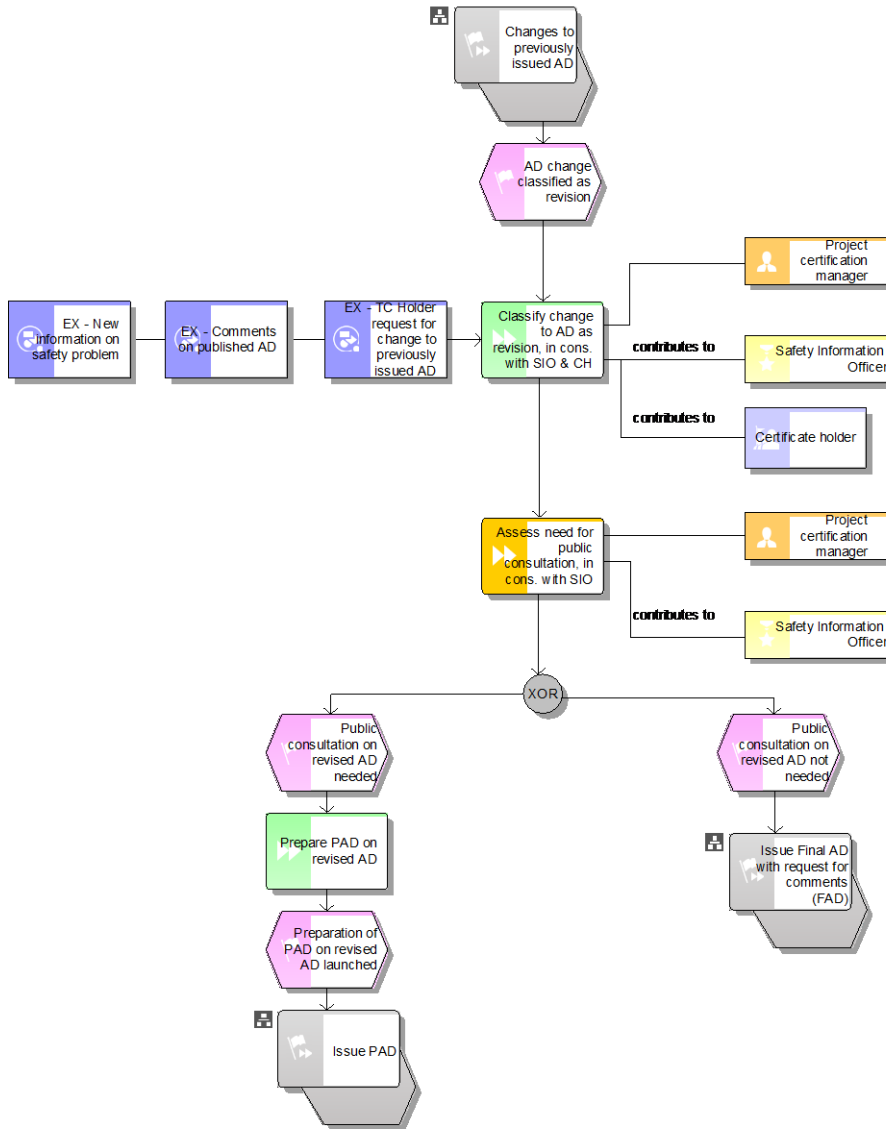 Changes to
previously
issued AD
AD change
classified as
revision
Project
certification
manager
EX - New
information on
safety problem
EX - Comments
on published AD
EX - TC Holder
request for
change to
previously
issued AD
Classify change
to AD as
revision, in cons.
with SIO & CH
contributes to
Safety Information
Officer
contributes to
Certificate holder
Assess need for
public
consultation, in
cons. with SIO
Project
certification
manager
contributes to
Safety Information
Officer
XOR
Public
consultation on
revised AD
needed
Public
consultation on
revised AD not
needed
Prepare PAD on
revised AD
Issue Final AD
with request for
comments
(FAD)
Preparation of
PAD on revised
AD launched
Issue PAD